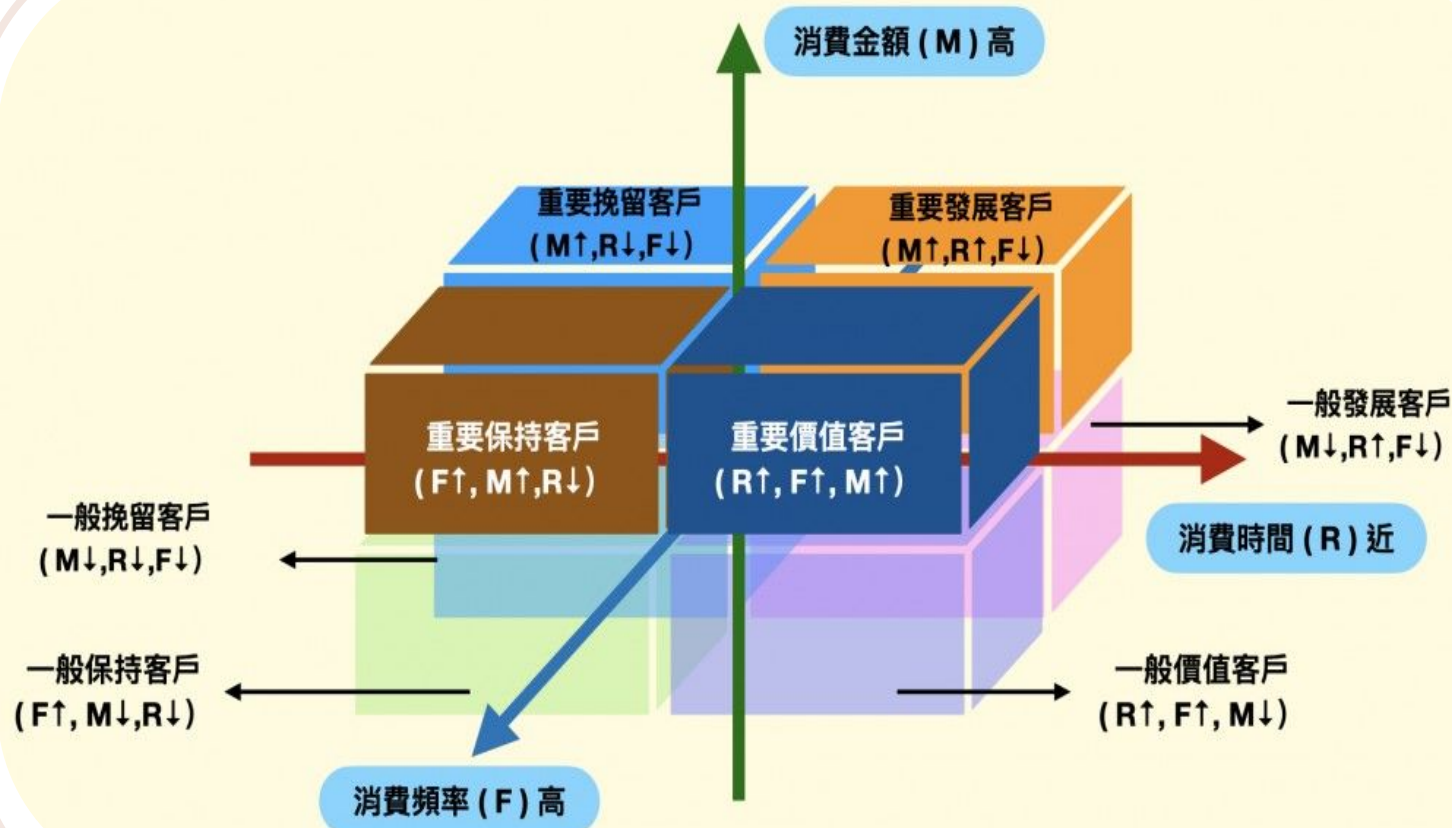 消費金額 ( M ) 高
重要挽留客戶
( M↑,R↓,F↓)
重要發展客戶
(M↑,R↑,F↓)
重要保持客戶
(F↑, M↑,R↓)
重要價值客戶
(R↑, F↑, M↑)
一般發展客戶
(M↓,R↑,F↓)
消費時間 ( R ) 近
一般挽留客戶
(M↓,R↓,F↓)
一般保持客戶
(F↑, M↓,R↓)
一般價值客戶
(R↑, F↑, M↓)
消費頻率 ( F ) 高